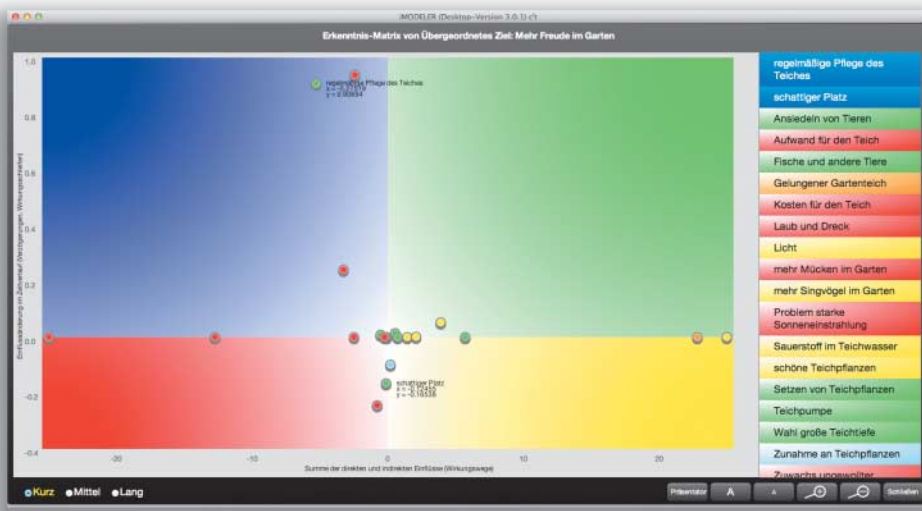 iMODELER (Desktop-Version 3.0.1) c't
Erkenntnis-Matrix von Übergeordnetes Ziel: Mehr Freude im Garten
1.0
0.8
0.6
0.4
0.2
0.0
-0.2
-0.4
regelmäßige Pflege des Teiches
schattiger Platz
y = -0.16538
-30
-10
0
20
Summe der direkten und indirekten Einflüsse (Wirkungswege)
regelmäßige Pflege des
Teiches
schattiger Platz
Ansiedeln von Tieren
Aufwand für den Teich
Fische und andere Tiere
Gelungener Gartenteich
Kosten für den Teich
Laub und Dreck
Licht
mehr Mücken im Garten
mehr Singvögel im Garten
Problem starke
Sonneneinstrahlung
Sauerstoff im Teichwasser
schöne Teichpflanzen
Setzen von Teichpflanzen
Teichpumpe
Wahl große Teichtiefe
Zunahme an Teichpflanzen
Zuwachs ungewollter
Kurz Mittel Lang
Präsentator A A Schließen